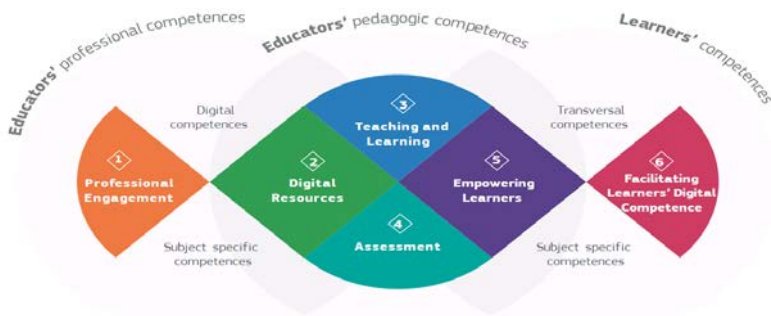 Educators' professional competences
Educators' pedagogic competences
Learners' competences
Digital
competences
Transversal
competences
1
Professional
Engagement
2
Digital
Resources
3
Teaching and
Learning
4
Assessment
5
Empowering
Learners
6
Facilitating
Learners' Digital
Competence
Subject specific
competences
Subject specific
competences